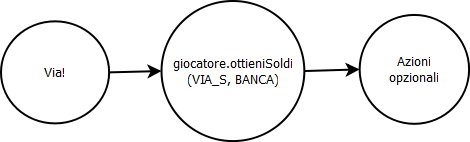 Via!
giocatore.ottieniSoldi
(VIA_S, BANCA)
Azioni
opzionali